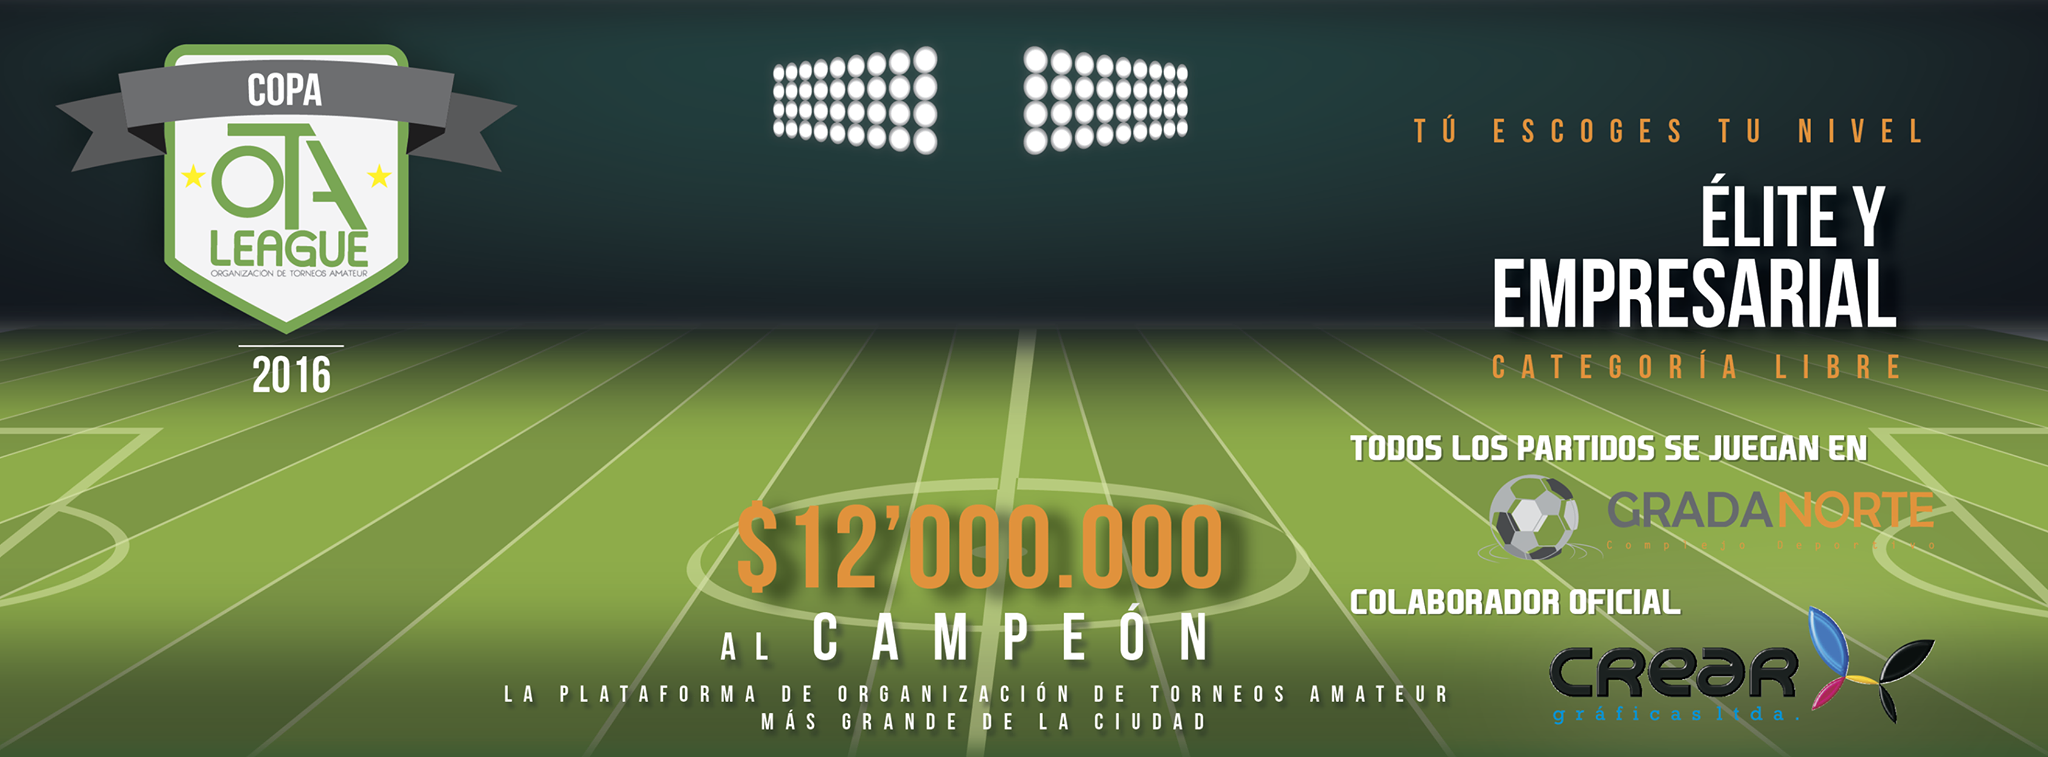 COPA
OTA
LEAGUE
ORGANIZACIÓN DE TORNEOS AMATEUR
2016
TÚ ESCOGES TU NIVEL
ÉLITE Y
EMPRESARIAL
CATEGORÍA LIBRE
TODOS LOS PARTIDOS SE JUEGAN EN
GRADANORTE
Complejo Deportivo
COLABORADOR OFICIAL
CREAR
gráficas ltda.
$12’000.000
AL CAMPEÓN
LA PLATAFORMA DE ORGANIZACIÓN DE TORNEOS AMATEUR
MÁS GRANDE DE LA CIUDAD